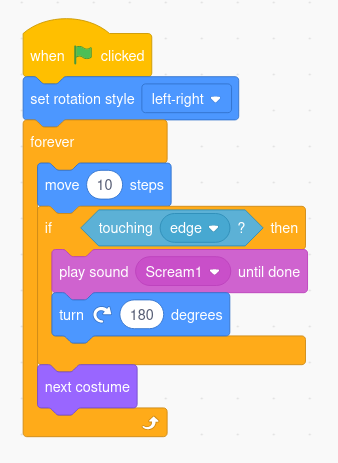 when clicked
set rotation style left-right
forever
move 10 steps
if touching edge ? then
play sound Scream1 until done
turn 180 degrees
next costume